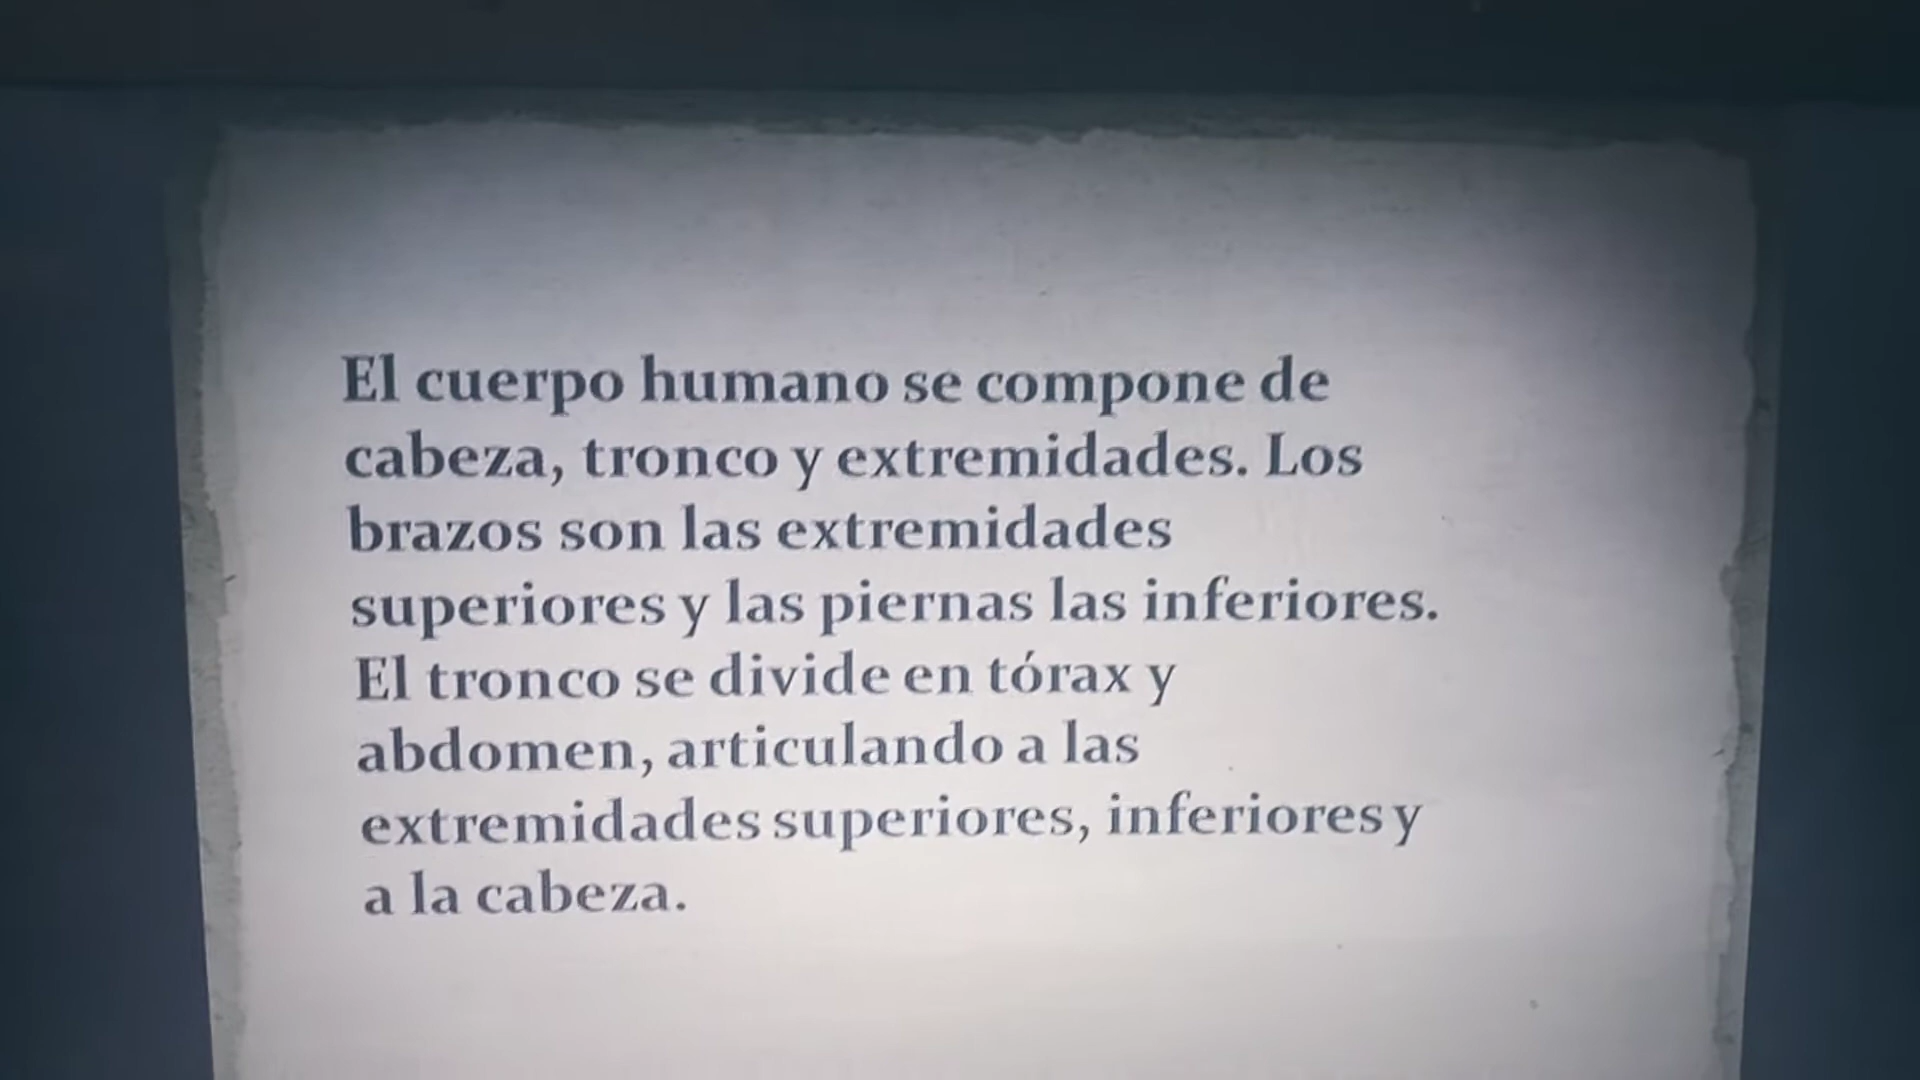 El cuerpo humano se compone de
cabeza, tronco y extremidades. Los
brazos son las extremidades
superiores y las piernas las inferiores.
El tronco se divide en tórax y
abdomen, articulando a las
extremidades superiores, inferiores y
a la cabeza.